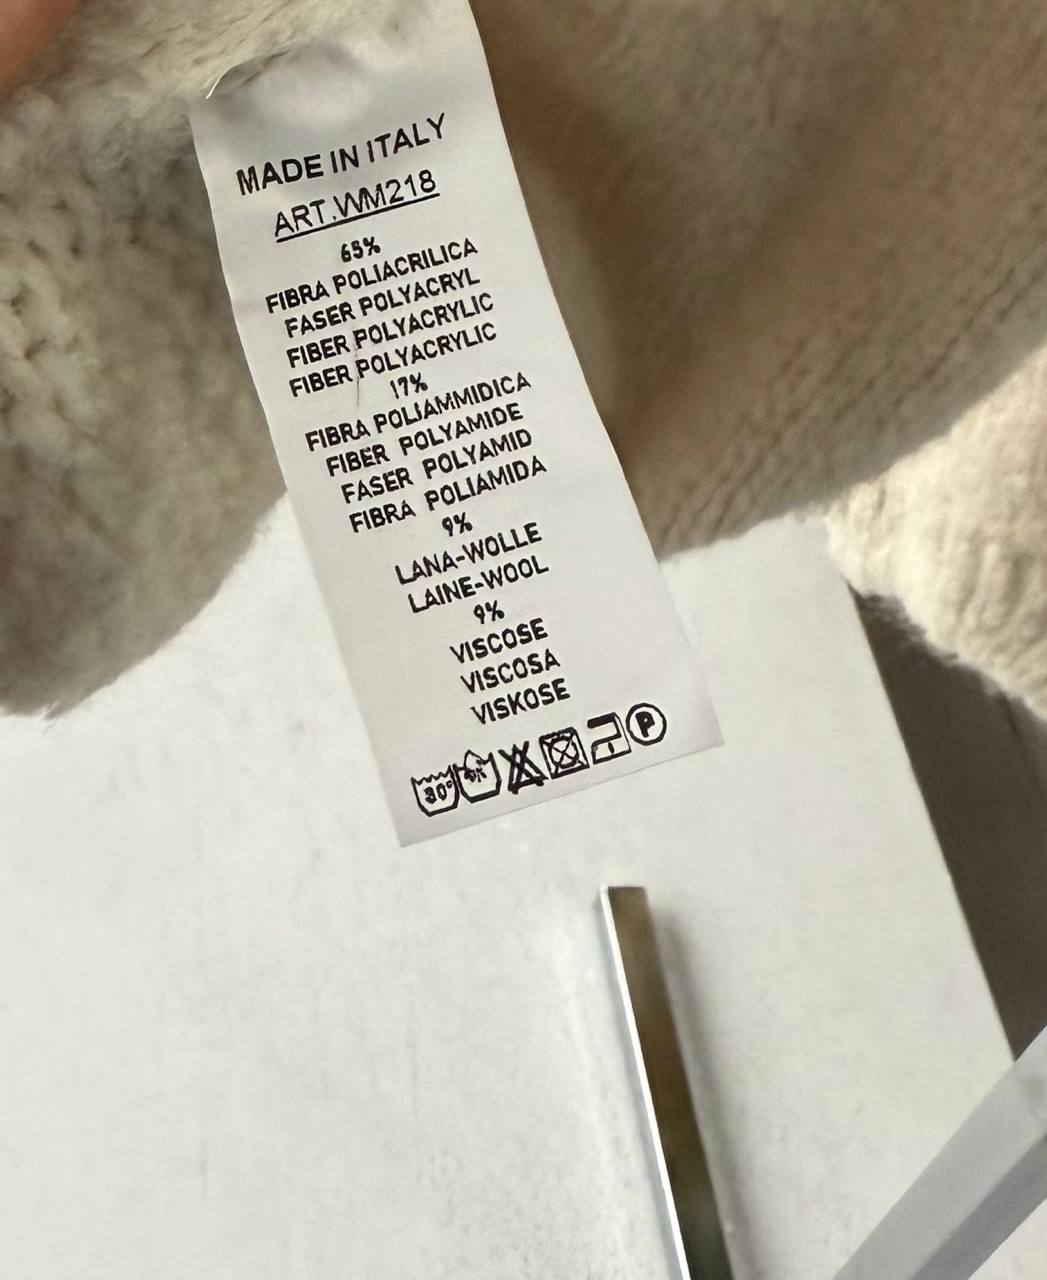 MADE IN ITALY
ART.WM218
65%
FIBRA POLIACRILICA
FASER POLYACRYL
FIBER POLYACRYLIC
FIBER POLYACRYLIC
17%
FIBRA POLIAMMIDICA
FIBER POLYAMIDE
FASER POLYAMID
FIBRA POLIAMIDA
9%
LANA-WOLLE
LAINE-WOOL
9%
VISCOSE
VISCOSA
VISKOSE
30° P